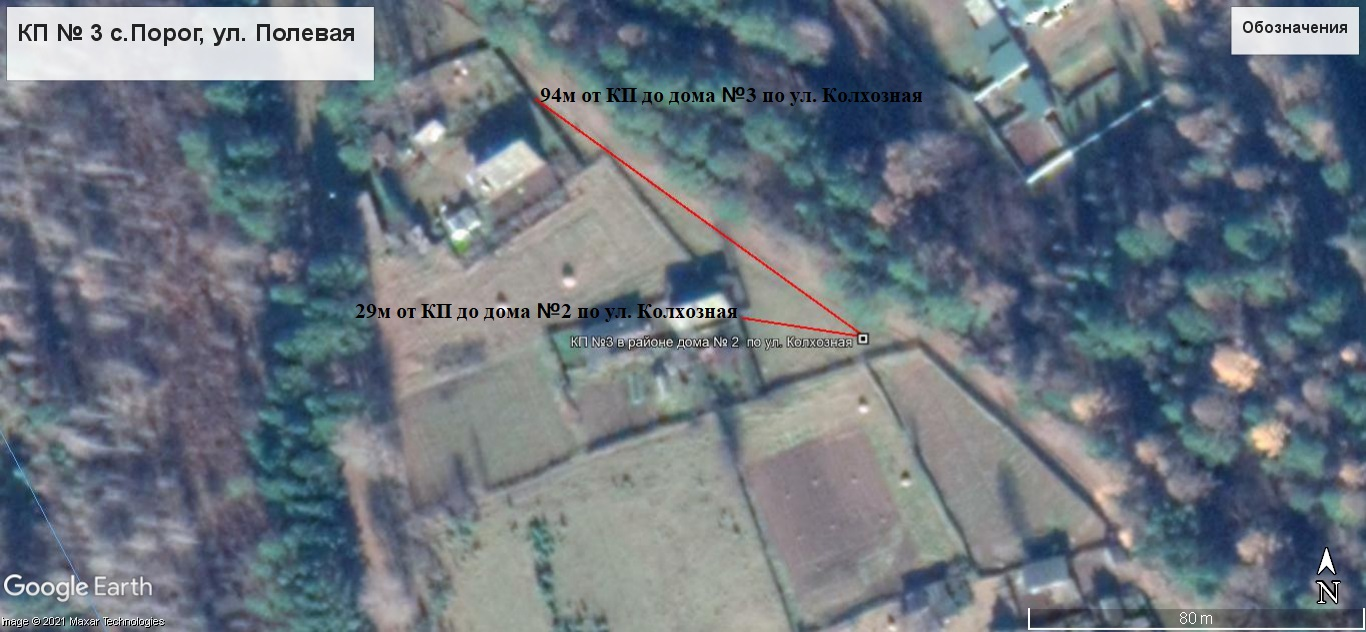 КП № 3 с.Порог, ул. Полевая
Обозначения
94м от КП до дома №3 по ул. Колхозная
29м от КП до дома №2 по ул. Колхозная
КП №3 в районе дома № 2 по ул. Колхозная
Google Earth
N
80 m
mage © 2021 Maxar Technologies